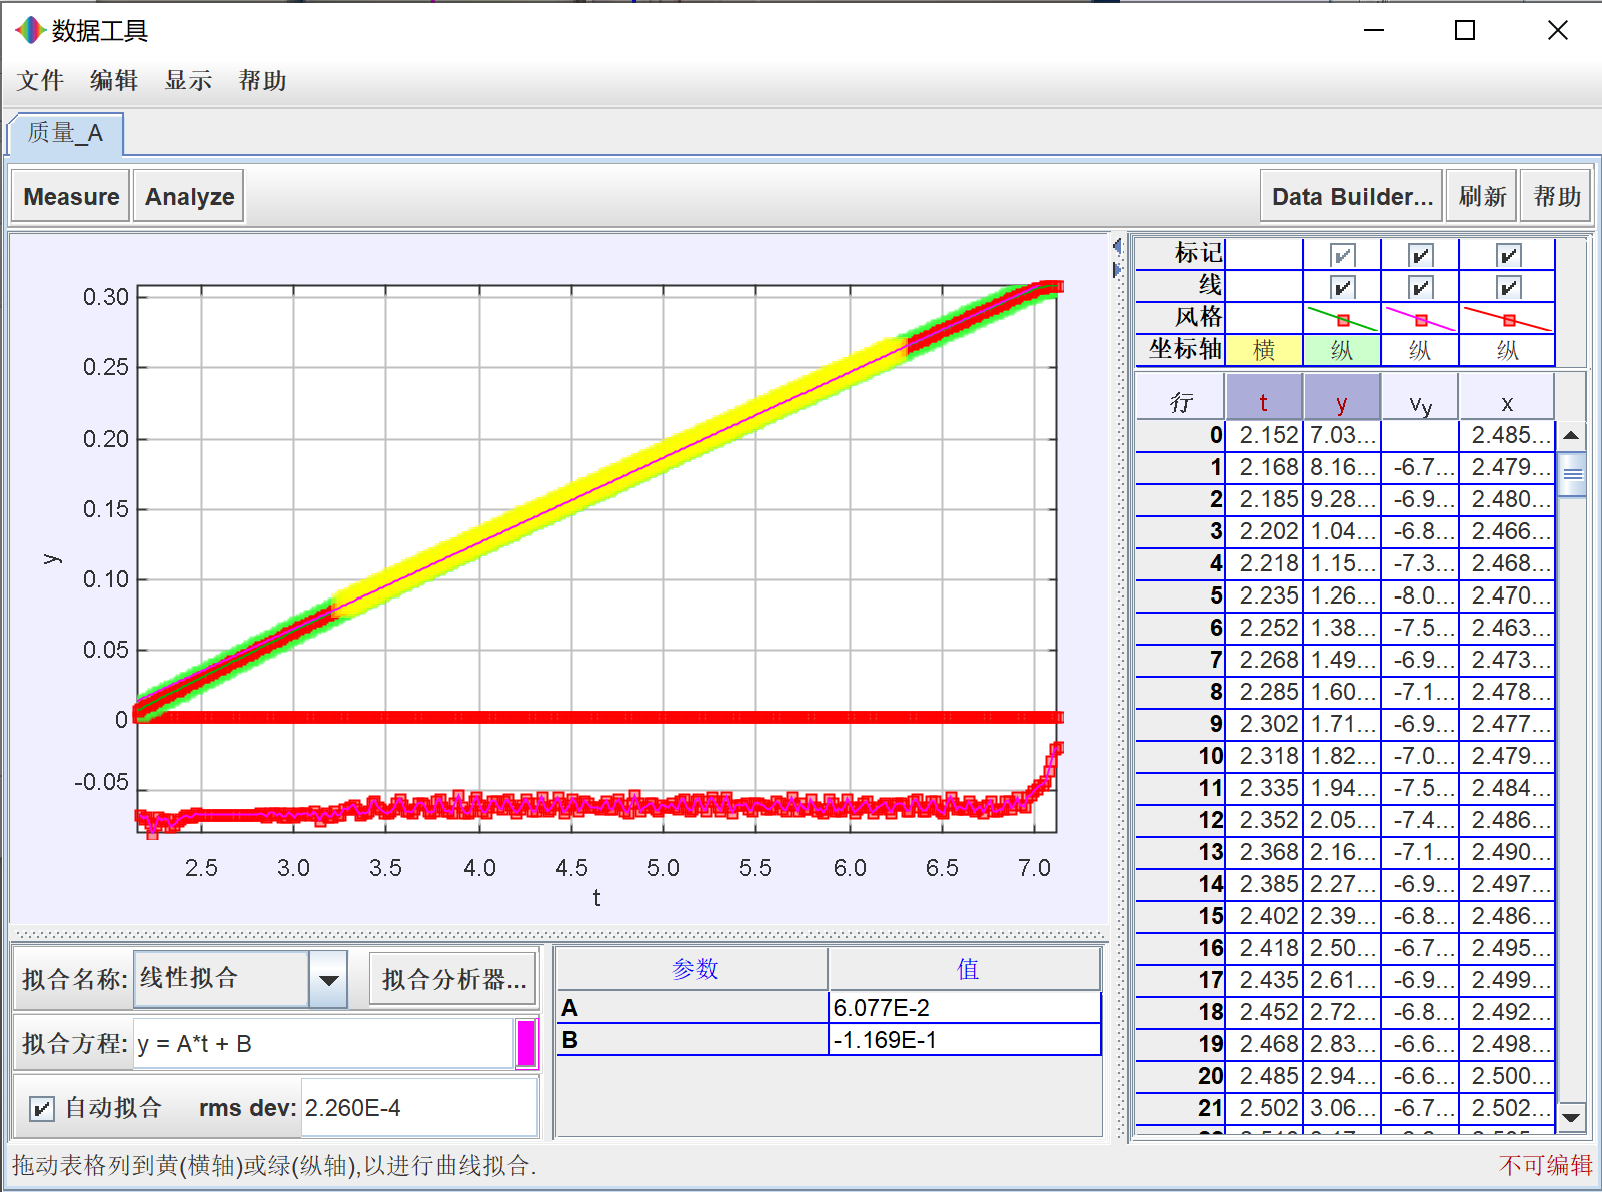 数据工具
文件 编辑 显示 帮助
质量_A
Measure Analyze Data Builder... 刷新 帮助
0.30
0.25
0.20
0.15
0.10
0.05
0
-0.05
y
2.5 3.0 3.5 4.0 4.5 5.0 5.5 6.0 6.5 7.0
t
标记
线
风格
坐标轴 横 纵 纵 纵
行 t y vy x
0 2.152 7.03... 2.485...
1 2.168 8.16... -6.7... 2.479...
2 2.185 9.28... -6.9... 2.480...
3 2.202 1.04... -6.8... 2.466...
4 2.218 1.15... -7.3... 2.468...
5 2.235 1.26... -8.0... 2.470...
6 2.252 1.38... -7.5... 2.463...
7 2.268 1.49... -6.9... 2.473...
8 2.285 1.60... -7.1... 2.478...
9 2.302 1.71... -6.9... 2.477...
10 2.318 1.82... -7.0... 2.479...
11 2.335 1.94... -7.5... 2.484...
12 2.352 2.05... -7.4... 2.486...
13 2.368 2.16... -7.1... 2.490...
14 2.385 2.27... -6.9... 2.497...
15 2.402 2.39... -6.8... 2.486...
16 2.418 2.50... -6.7... 2.495...
17 2.435 2.61... -6.9... 2.499...
18 2.452 2.72... -6.8... 2.492...
19 2.468 2.83... -6.6... 2.498...
20 2.485 2.94... -6.6... 2.500...
21 2.502 3.06... -6.7... 2.502...
拟合名称: 线性拟合 拟合分析器...
拟合方程: y = A*t + B
自动拟合 rms dev: 2.260E-4
参数 值
A 6.077E-2
B -1.169E-1
拖动表格列到黄(横轴)或绿(纵轴),以进行曲线拟合.
不可编辑